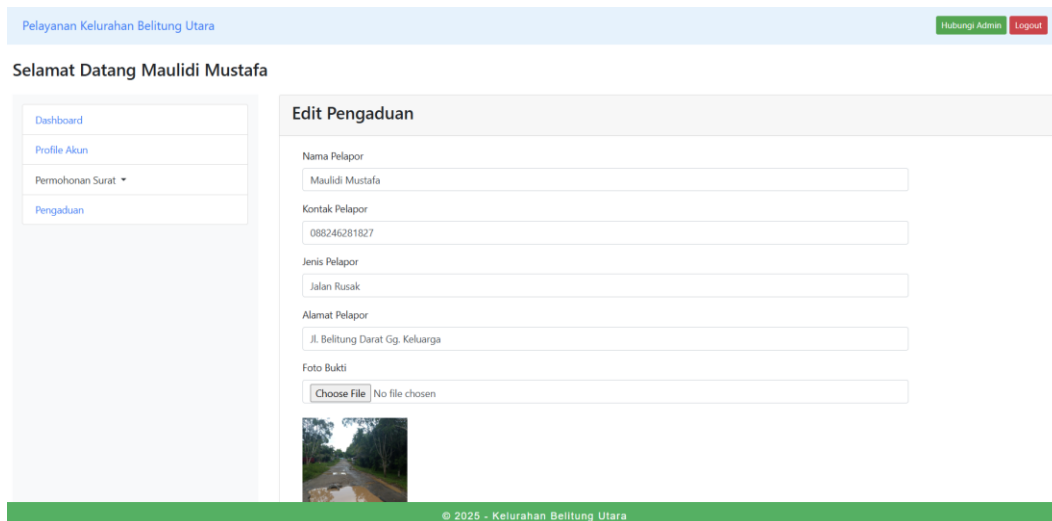 Pelayanan Kelurahan Belitung Utara
Hubungi Admin
Logout
Selamat Datang Maulidi Mustafa
Dashboard
Profile Akun
Permohonan Surat
Pengaduan
Edit Pengaduan
Nama Pelapor
Maulidi Mustafa
Kontak Pelapor
088246281827
Jenis Pelapor
Jalan Rusak
Alamat Pelapor
Jl. Belitung Darat Gg. Keluarga
Foto Bukti
Choose File No file chosen
© 2025 - Kelurahan Belitung Utara